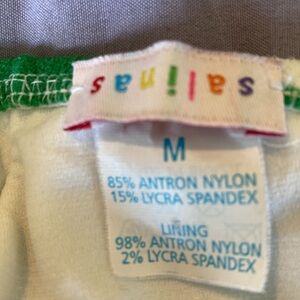 salinas
M
85% ANTRON NYLON
15% LYCRA SPANDEX
LINING
98% ANTRON NYLON
2% LYCRA SPANDEX